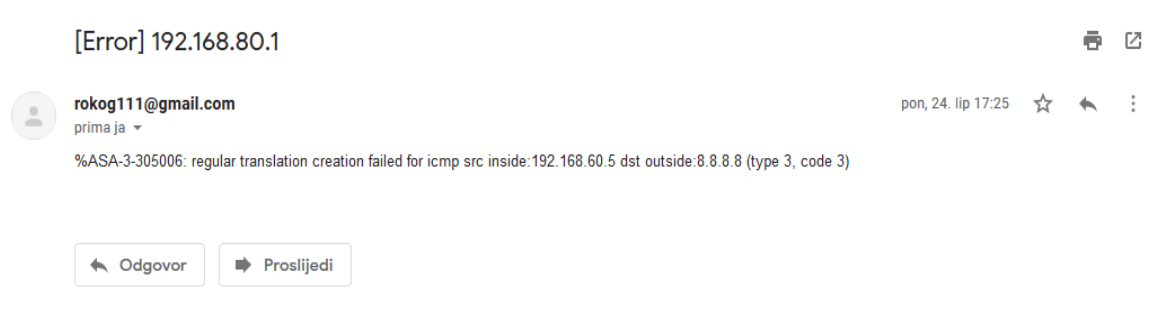 [Error] 192.168.80.1
rokog111@gmail.com
pon, 24. lip 17:25
prima ja
%ASA-3-305006: regular translation creation failed for icmp src inside:192.168.60.5 dst outside:8.8.8.8 (type 3, code 3)
Odgovor
Proslijedi